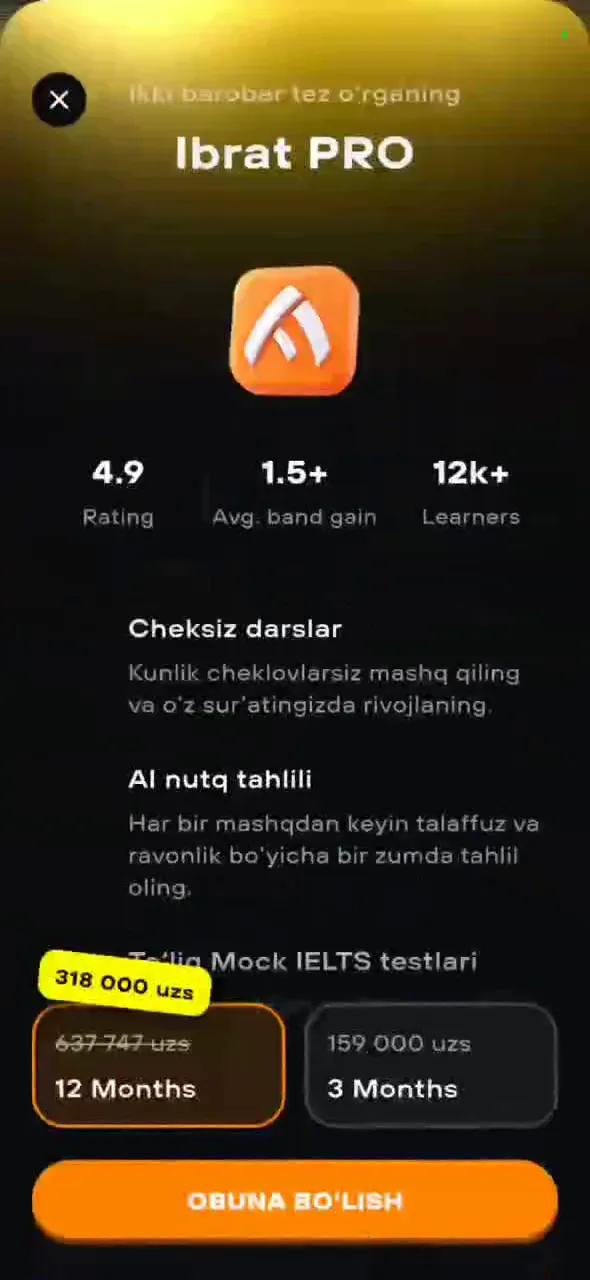 Ikki barobar tez o'rganing
Ibrat PRO
4.9
1.5+
12k+
Rating
Avg. band gain
Learners
Cheksiz darslar
Kunlik cheklovlarsiz mashq qiling
va o'z sur'atingizda rivojlaning.
AI nutq tahlili
Har bir mashqdan keyin talaffuz va
ravonlik bo'yicha bir zumda tahlil
oling.
To'liq Mock IELTS testlari
318 000 uzs
637 747 uzs
12 Months
159 000 uzs
3 Months
OBUNA BO'LISH